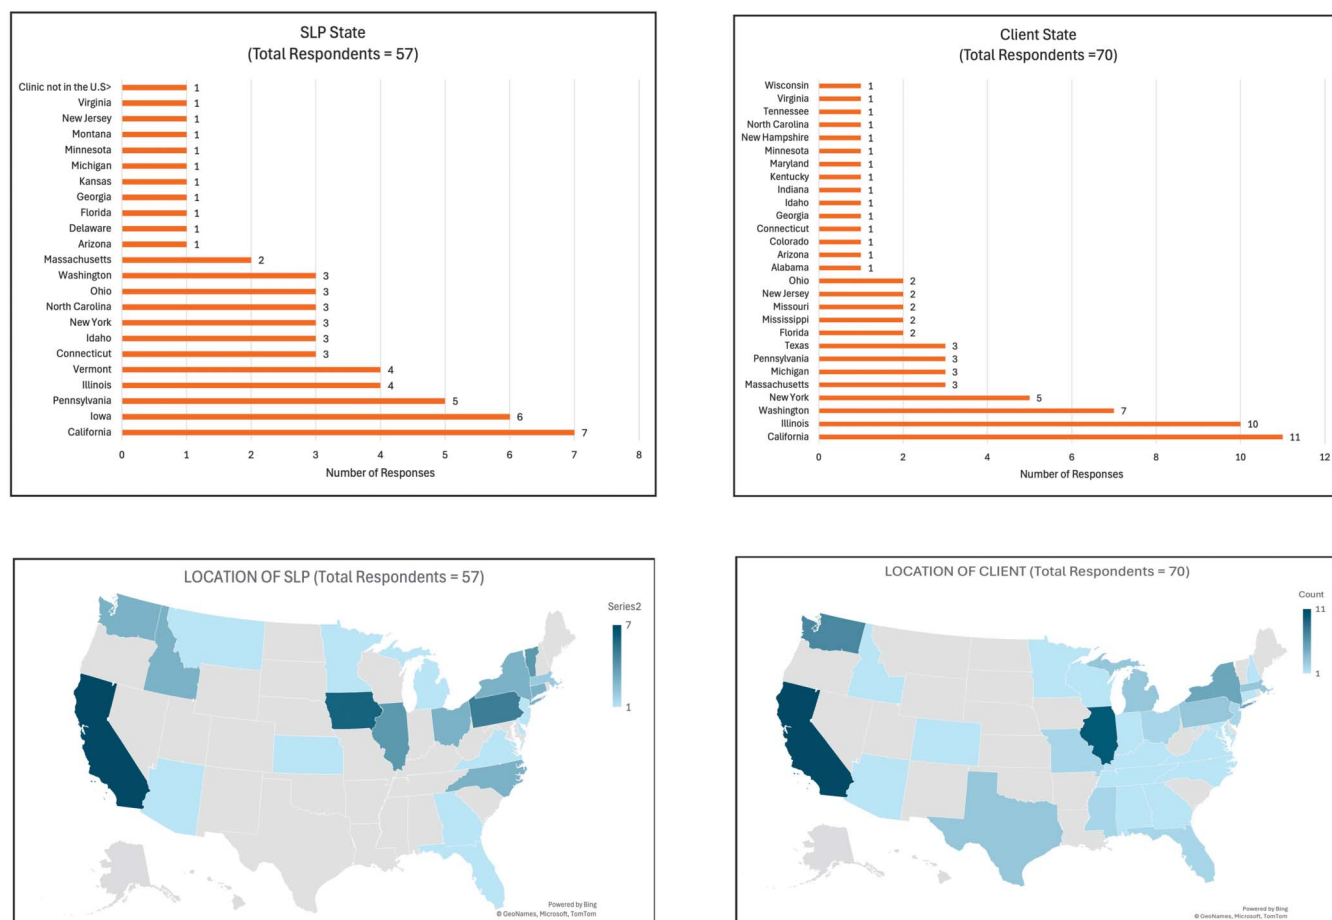 SLP State
(Total Respondents = 57)
Clinic not in the U.S> 1
Virginia 1
New Jersey 1
Montana 1
Minnesota 1
Michigan 1
Kansas 1
Georgia 1
Florida 1
Delaware 1
Arizona 1
Massachusetts 2
Washington 3
Ohio 3
North Carolina 3
New York 3
Idaho 3
Connecticut 3
Vermont 4
Illinois 4
Pennsylvania 5
Iowa 6
California 7
0 1 2 3 4 5 6 7 8
Number of Responses
Client State
(Total Respondents =70)
Wisconsin 1
Virginia 1
Tennessee 1
North Carolina 1
New Hampshire 1
Minnesota 1
Maryland 1
Kentucky 1
Indiana 1
Idaho 1
Georgia 1
Connecticut 1
Colorado 1
Arizona 1
Alabama 1
Ohio 2
New Jersey 2
Missouri 2
Mississippi 2
Florida 2
Texas 3
Pennsylvania 3
Michigan 3
Massachusetts 3
New York 5
Washington 7
Illinois 10
California 11
0 2 4 6 8 10 12
Number of Responses
LOCATION OF SLP (Total Respondents = 57)
Series2
7
1
Powered by Bing
© GeoNames, Microsoft, TomTom
LOCATION OF CLIENT (Total Respondents = 70)
Count
11
1
Powered by Bing
© GeoNames, Microsoft, TomTom